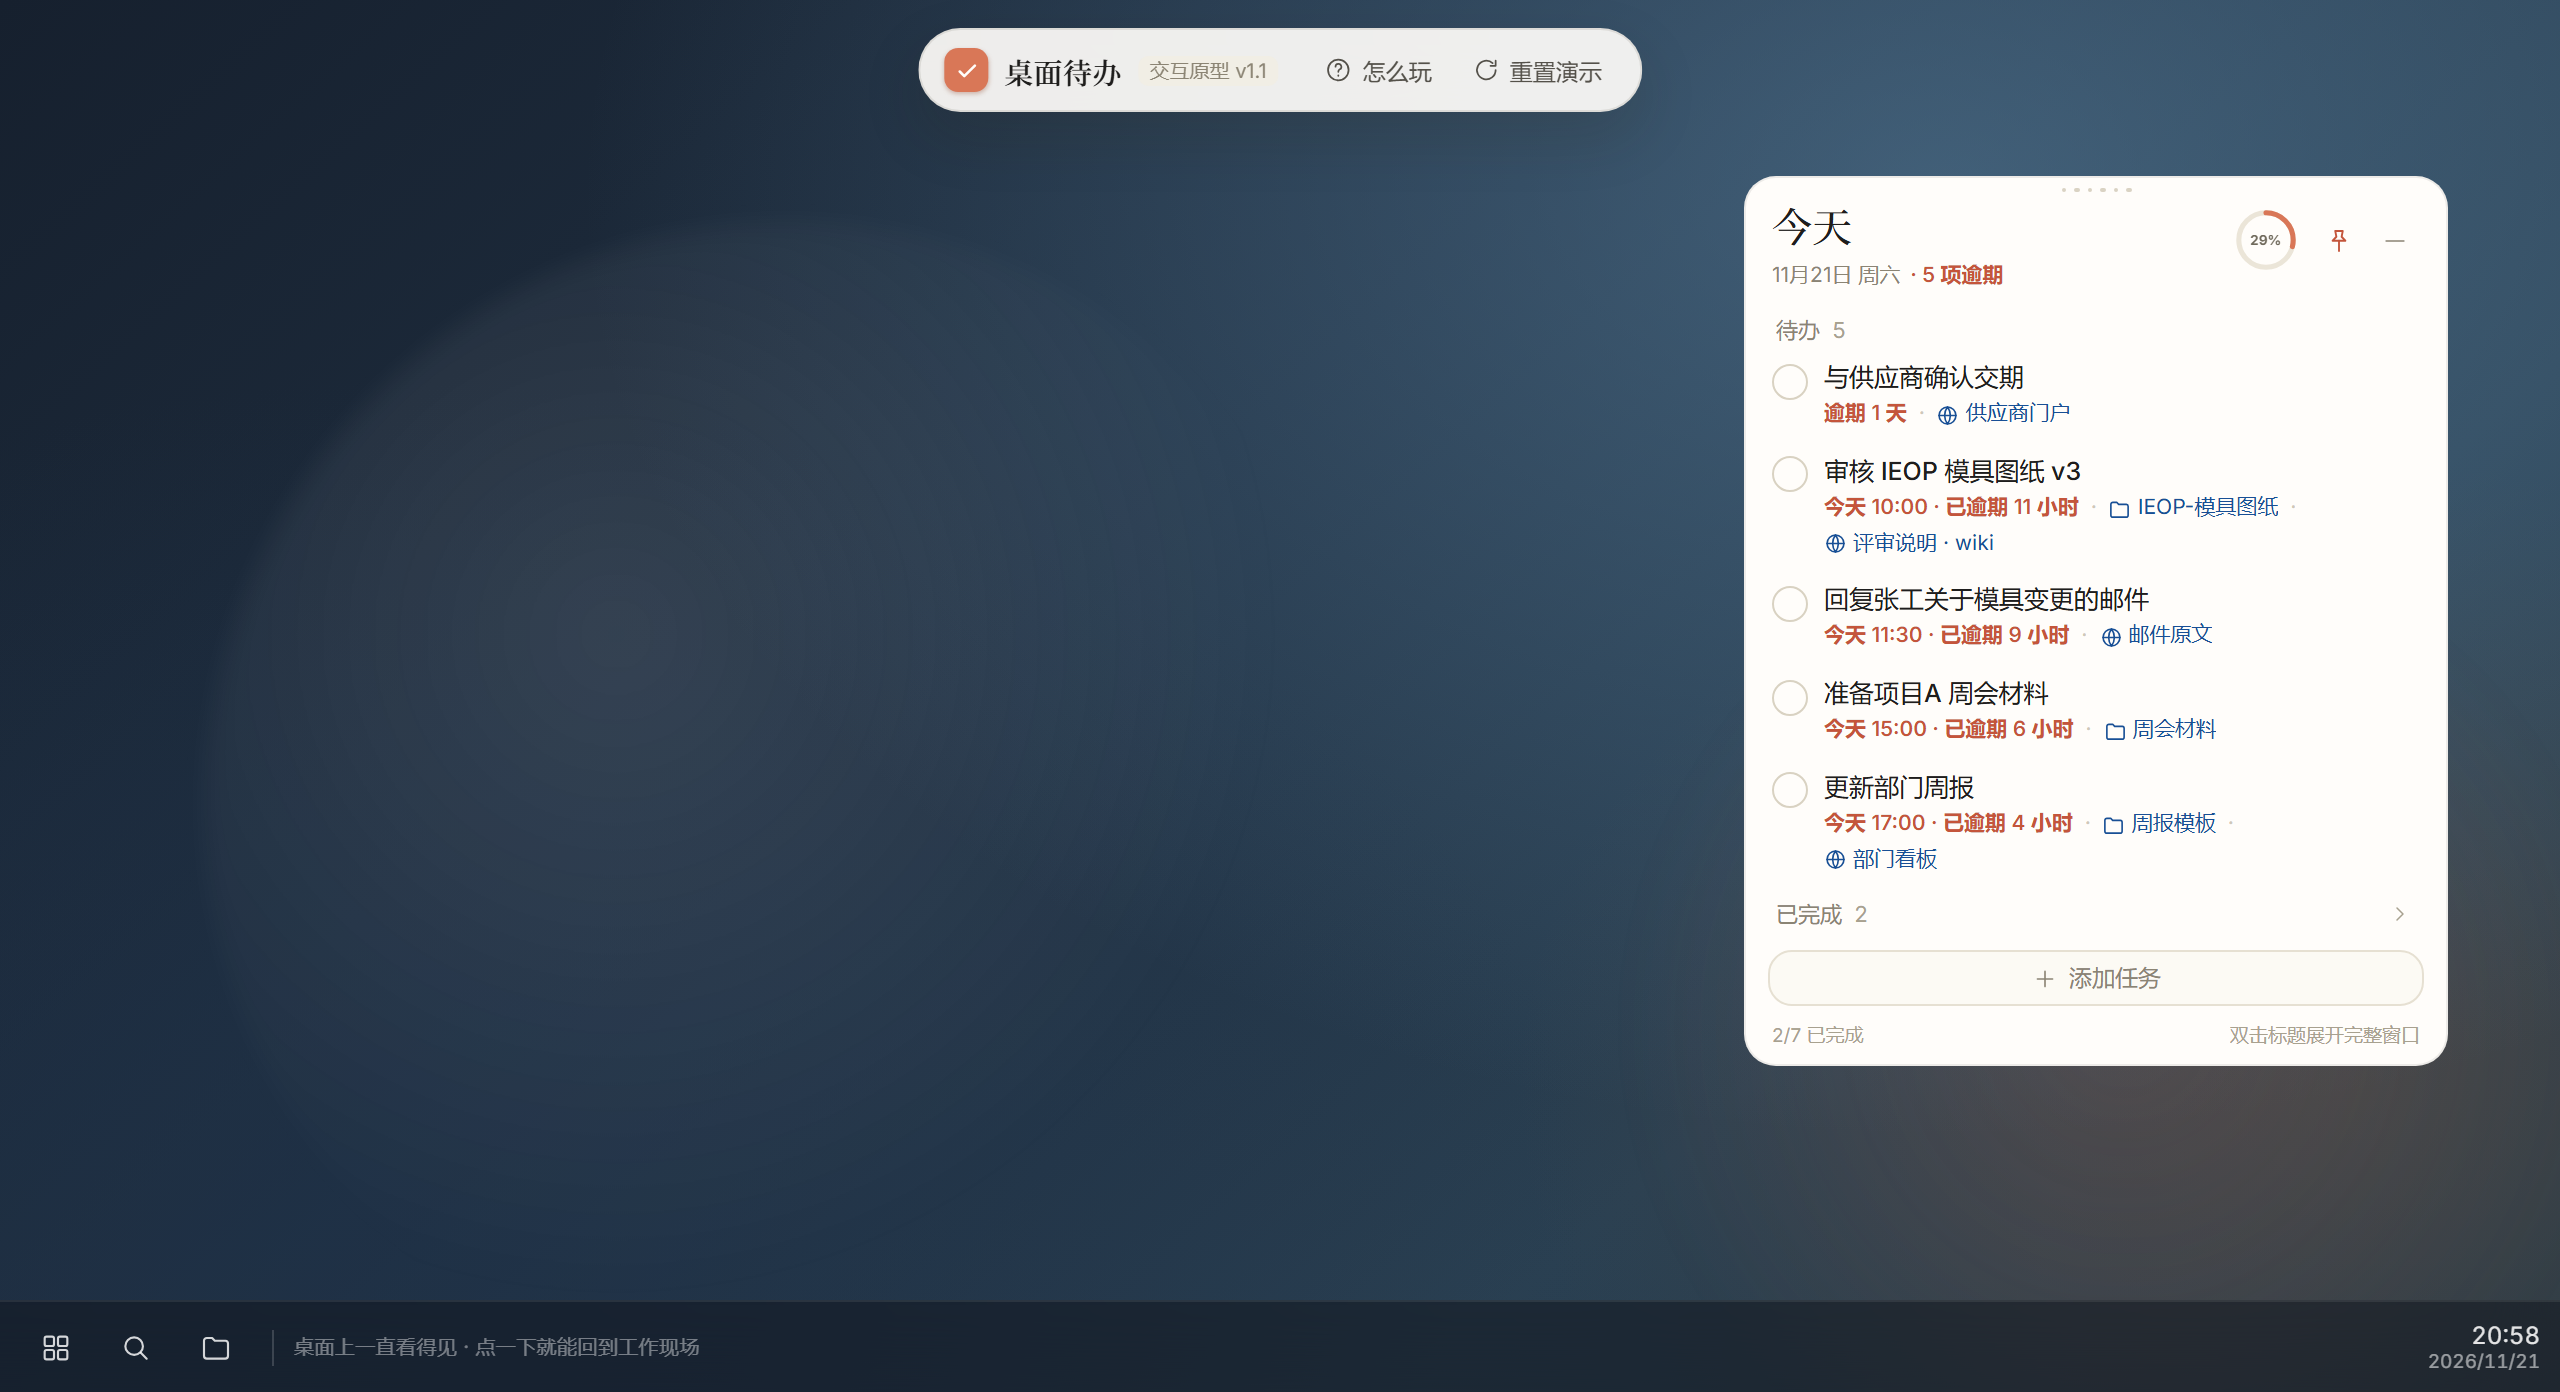 桌面待办 交互原型 v1.1 怎么玩 重置演示
今天
29%
11月21日 周六 · 5 项逾期
待办 5
与供应商确认交期
逾期 1 天 · 供应商门户
审核 IEOP 模具图纸 v3
今天 10:00 · 已逾期 11 小时 · IEOP-模具图纸 ·
评审说明 · wiki
回复张工关于模具变更的邮件
今天 11:30 · 已逾期 9 小时 · 邮件原文
准备项目A 周会材料
今天 15:00 · 已逾期 6 小时 · 周会材料
更新部门周报
今天 17:00 · 已逾期 4 小时 · 周报模板 ·
部门看板
已完成 2
添加任务
2/7 已完成 双击标题展开完整窗口
桌面上一直看得见 · 点一下就能回到工作现场
20:58
2026/11/21